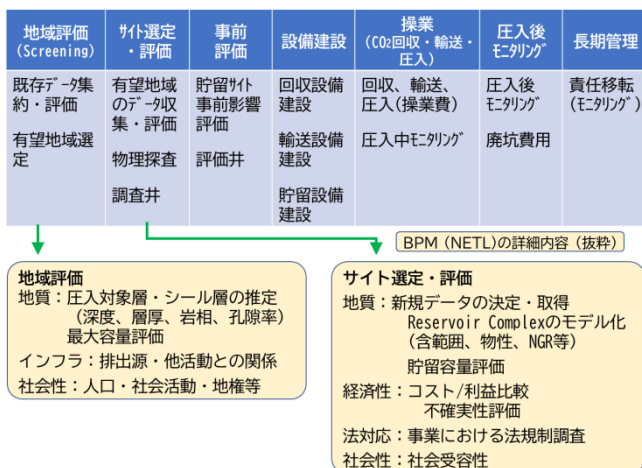 地域評価
(Screening)
サイト選定
・評価
事前
評価
設備建設
操業
(CO2回収・輸送・
圧入)
圧入後
モニタリング
長期管理
既存データ集
約・評価
有望地域選
定
有望地域
のデータ収
集・評価
物理探査
調査井
貯留サイト
事前影響
評価
評価井
回収設備
建設
輸送設備
建設
貯留設備
建設
回収、輸送、
圧入(操業費)
圧入中モニタリング
圧入後
モニタリング
廃坑費用
責任移転
(モニタリング)
BPM (NETL)の詳細内容 (抜粋)
地域評価
地質：圧入対象層・シール層の推定
(深度、層厚、岩相、孔隙率)
最大容量評価
インフラ：排出源・他活動との関係
社会性：人口・社会活動・地権等
サイト選定・評価
地質：新規データの決定・取得
Reservoir Complexのモデル化
(含範囲、物性、NGR等)
貯留容量評価
経済性：コスト/利益比較
不確実性評価
法対応：事業における法規制調査
社会性：社会受容性